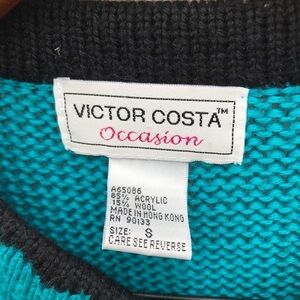 VICTOR COSTA™
Occasion
A65086
85% ACRYLIC
15% WOOL
MADE IN HONG KONG
RN 90133
SIZE: S
CARE SEE REVERSE